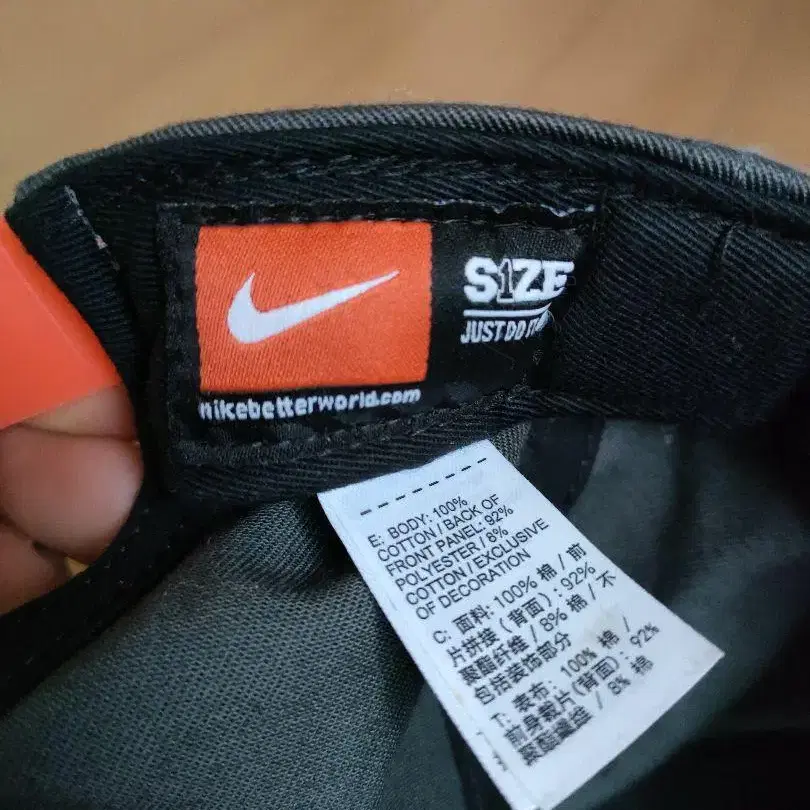 S1ZE
JUST DO IT
nikebetterworld.com
E: BODY: 100%
COTTON / BACK OF
FRONT PANEL: 92%
POLYESTER / 8%
COTTON / EXCLUSIVE
OF DECORATION
C: 面料: 100% 棉 / 前
片拼接 (背面) : 92%
聚酯纤维 / 8% 棉 / 不
包括装饰部分
T: 表布: 100% 棉 /
前身裁片 (背面) : 92%
聚酯纖維 / 8% 棉